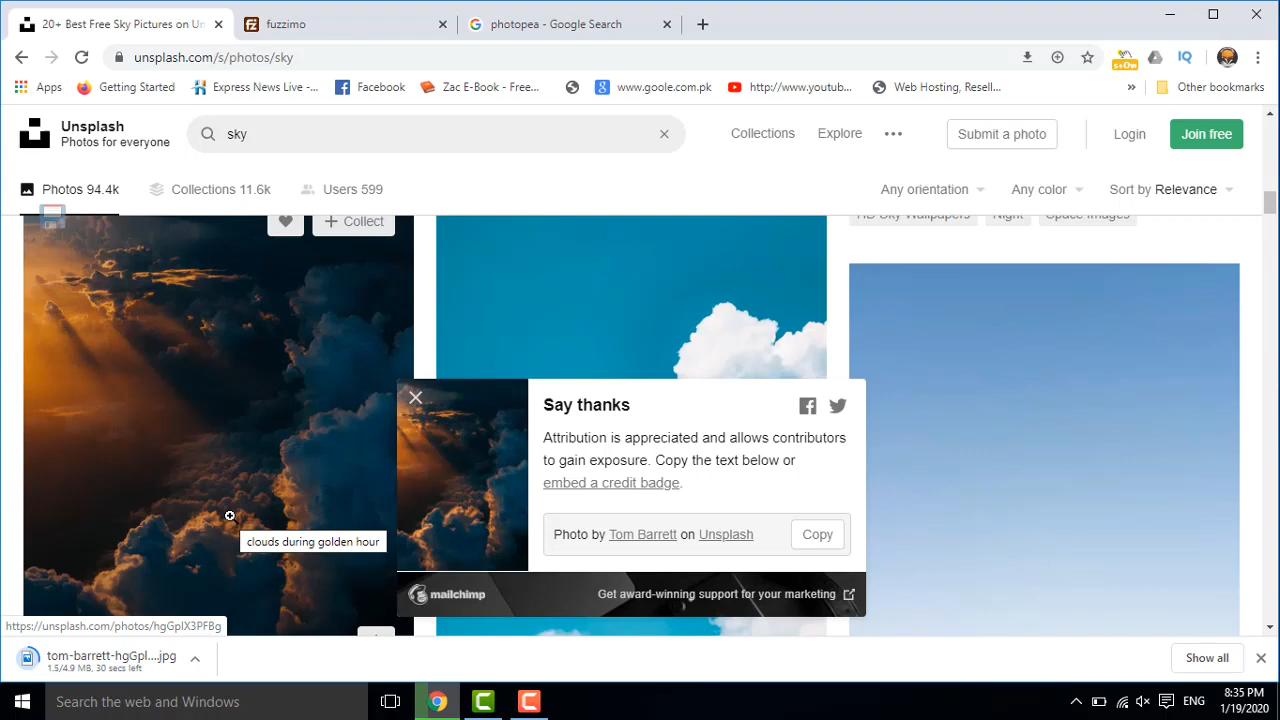 20+ Best Free Sky Pictures on Un
fuzzimo
photopea - Google Search
unsplash.com/s/photos/sky
Apps
Getting Started
Express News Live -...
Facebook
Zac E-Book - Free...
www.goole.com.pk
http://www.youtub...
Web Hosting, Resell...
Other bookmarks
Unsplash
Photos for everyone
sky
Collections
Explore
Submit a photo
Login
Join free
Photos 94.4k
Collections 11.6k
Users 599
Any orientation
Any color
Sort by Relevance
Collect
HD Sky Wallpapers
Night
Space Images
Say thanks
Attribution is appreciated and allows contributors
to gain exposure. Copy the text below or
embed a credit badge.
Photo by Tom Barrett on Unsplash
Copy
mailchimp
Get award-winning support for your marketing
clouds during golden hour
https://unsplash.com/photos/hgGplX3PFBg
tom-barrett-hgGpl....jpg
1.5/4.9 MB, 30 secs left
Show all
Search the web and Windows
ENG
8:35 PM
1/19/2020